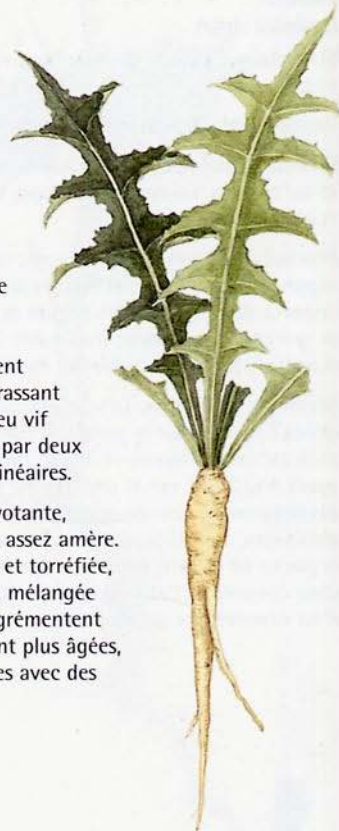 e
ent
rassant
eu vif
par deux
inéaires.
votante,
assez amère.
et torréfiée,
mélangée
grémentent
nt plus âgées,
es avec des